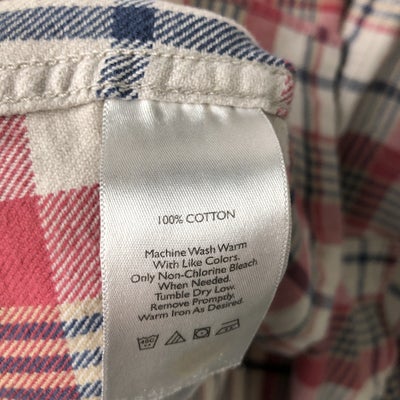 100% COTTON
Machine Wash Warm
With Like Colors.
Only Non-Chlorine Bleach
When Needed.
Tumble Dry Low.
Remove Promptly.
Warm Iron As Desired.